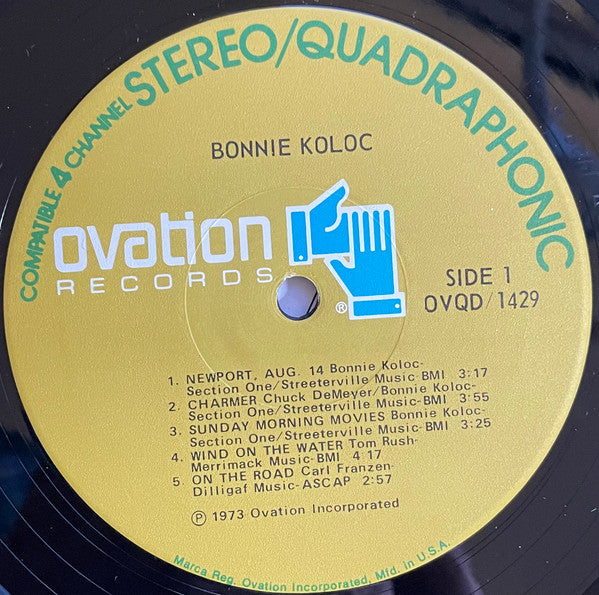 COMPATIBLE 4 CHANNEL STEREO/QUADRAPHONIC
BONNIE KOLOC
ovation
RECORDS
®
SIDE 1
OVQD/1429
1. NEWPORT, AUG. 14 Bonnie Koloc-
Section One/Streeterville Music-BMI 3:17
2. CHARMER Chuck DeMeyer/Bonnie Koloc-
Section One/Streeterville Music-BMI 3:55
3. SUNDAY MORNING MOVIES Bonnie Koloc-
Section One/Streeterville Music-BMI 3:25
4. WIND ON THE WATER Tom Rush-
Merrimack Music-BMI 4:17
5 ON THE ROAD Carl Franzen-
Dilligaf Music-ASCAP 2:57
℗ 1973 Ovation Incorporated
Marca Reg. Ovation Incorporated, Mfd. in U.S.A.